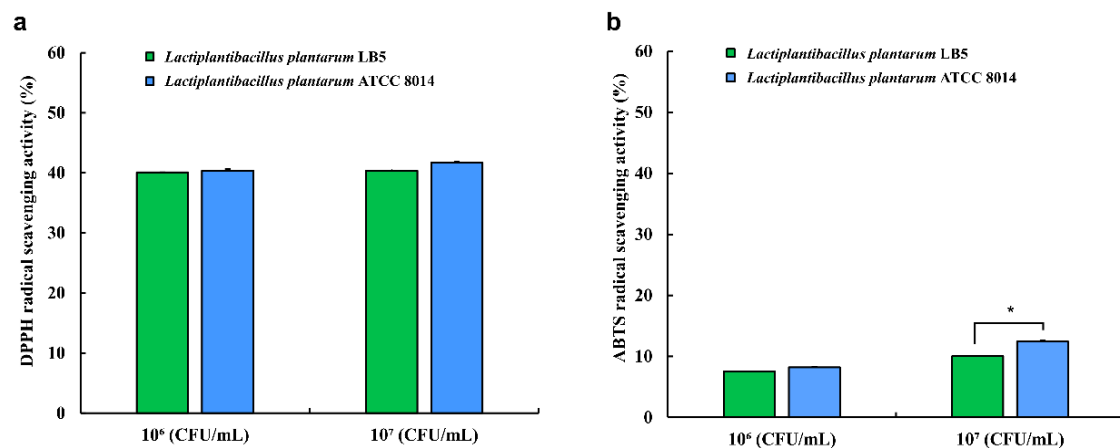 a
DPPH radical scavenging activity (%)
60
50
40
30
20
10
0
Lactiplantibacillus plantarum LB5
Lactiplantibacillus plantarum ATCC 8014
10⁶ (CFU/mL)
10⁷ (CFU/mL)
b
ABTS radical scavenging activity (%)
60
50
40
30
20
10
0
Lactiplantibacillus plantarum LB5
Lactiplantibacillus plantarum ATCC 8014
*
10⁶ (CFU/mL)
10⁷ (CFU/mL)